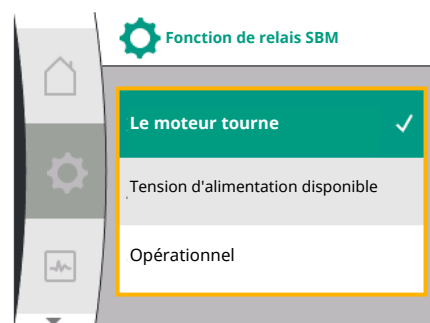 Fonction de relais SBM
Le moteur tourne
Tension d'alimentation disponible
Opérationnel